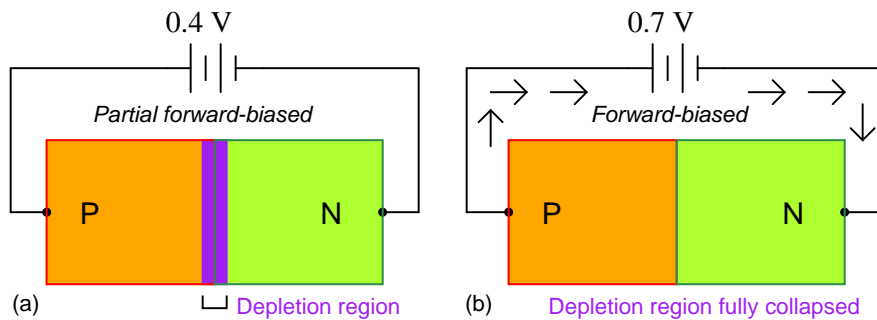 0.4 V
Partial forward-biased
P
N
(a)
Depletion region
0.7 V
Forward-biased
P
N
(b)
Depletion region fully collapsed